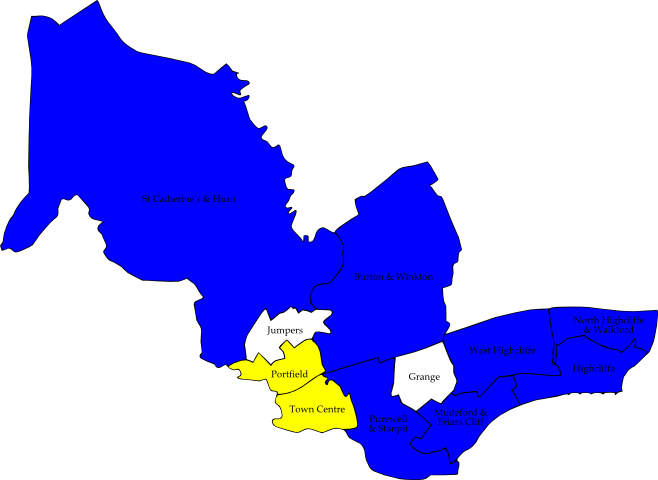 St Catherine's & Hurn
Burton & Winkton
North Highcliffe
& Walkford
Jumpers
West Highcliffe
Highcliffe
Portfield
Grange
Town Centre
Mudeford &
Friars Cliff
Purewell
& Stanpit